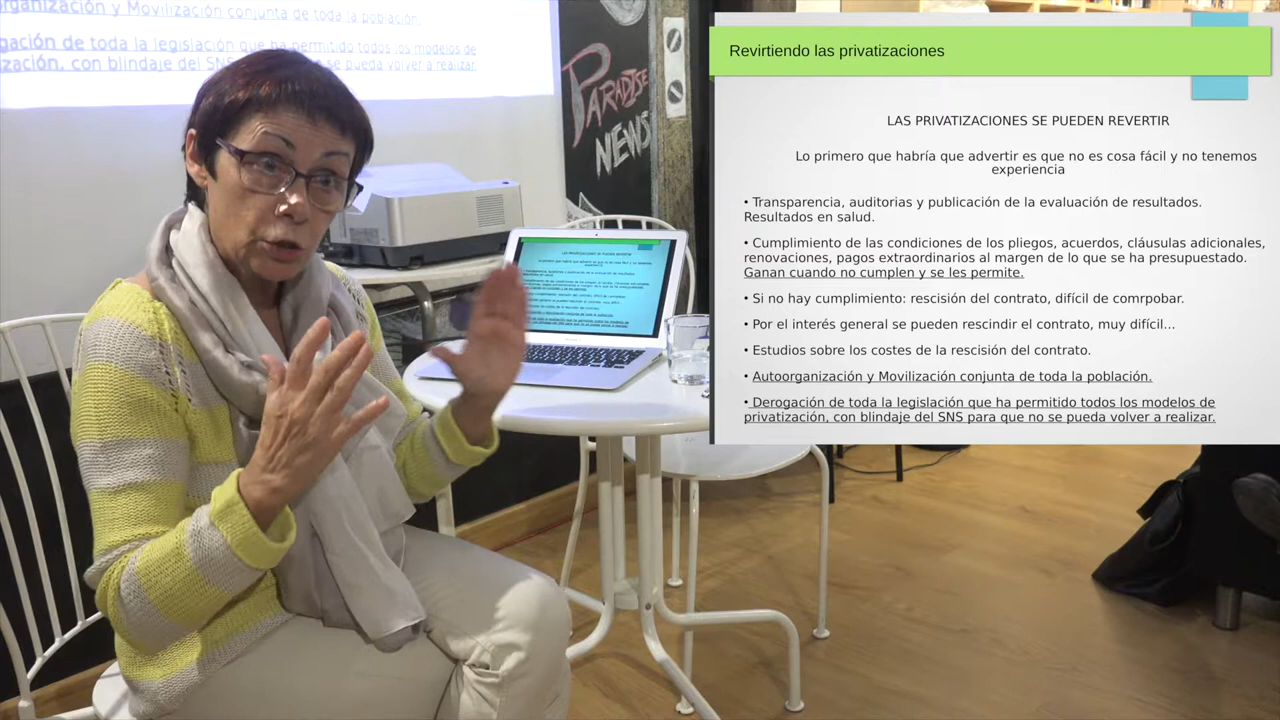 organización y Movilización conjunta de toda la población.
gación de toda la legislación que ha permitido todos los modelos de
zación, con blindaje del SNS se pueda volver a realizar.
PARADISE
NEWS
Revirtiendo las privatizaciones
LAS PRIVATIZACIONES SE PUEDEN REVERTIR
Lo primero que habría que advertir es que no es cosa fácil y no tenemos
experiencia
• Transparencia, auditorias y publicación de la evaluación de resultados.
Resultados en salud.
• Cumplimiento de las condiciones de los pliegos, acuerdos, cláusulas adicionales,
renovaciones, pagos extraordinarios al margen de lo que se ha presupuestado.
Ganan cuando no cumplen y se les permite.
• Si no hay cumplimiento: rescisión del contrato, difícil de comrpobar.
• Por el interés general se pueden rescindir el contrato, muy difícil...
• Estudios sobre los costes de la rescisión del contrato.
• Autoorganización y Movilización conjunta de toda la población.
• Derogación de toda la legislación que ha permitido todos los modelos de
privatización, con blindaje del SNS para que no se pueda volver a realizar.
LAS PRIVATIZACIONES SE PUEDEN REVERTIR